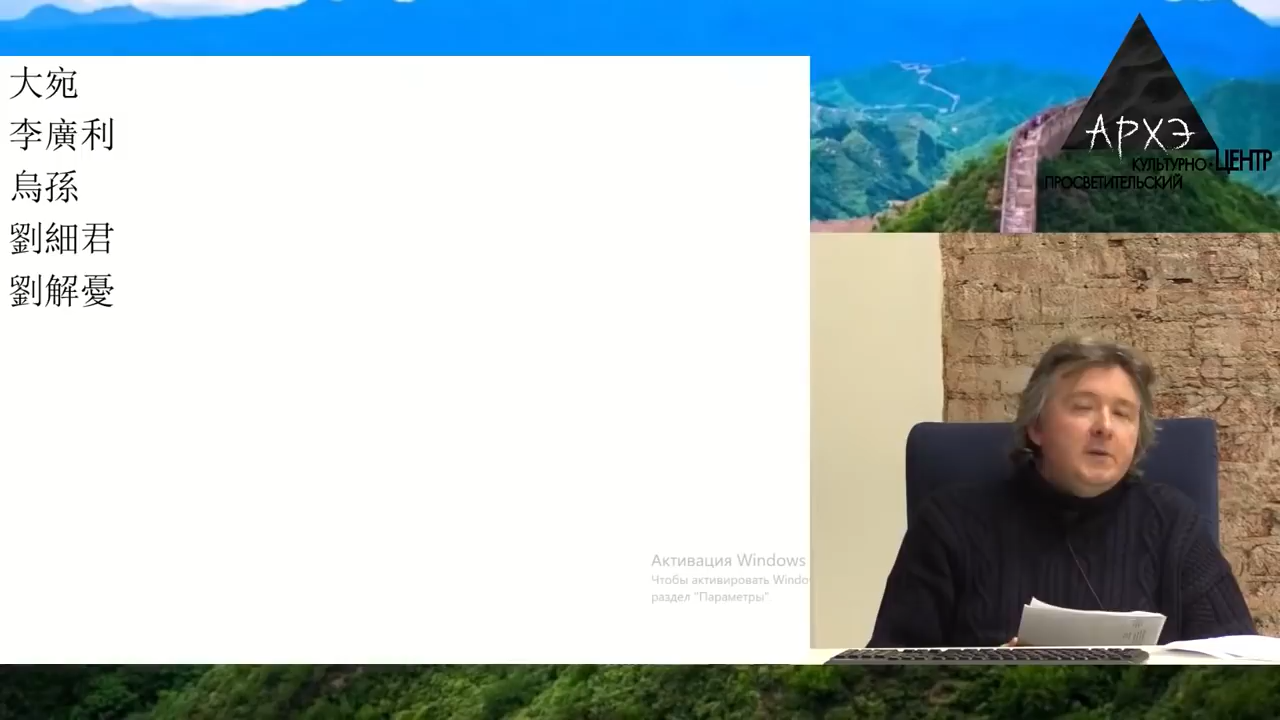 大宛
李廣利
烏孫
劉細君
劉解憂
АРХЭ
КУЛЬТУРНО-ЦЕНТР
ПРОСВЕТИТЕЛЬСКИЙ
Активация Windows
Чтобы активировать Windo
раздел "Параметры".